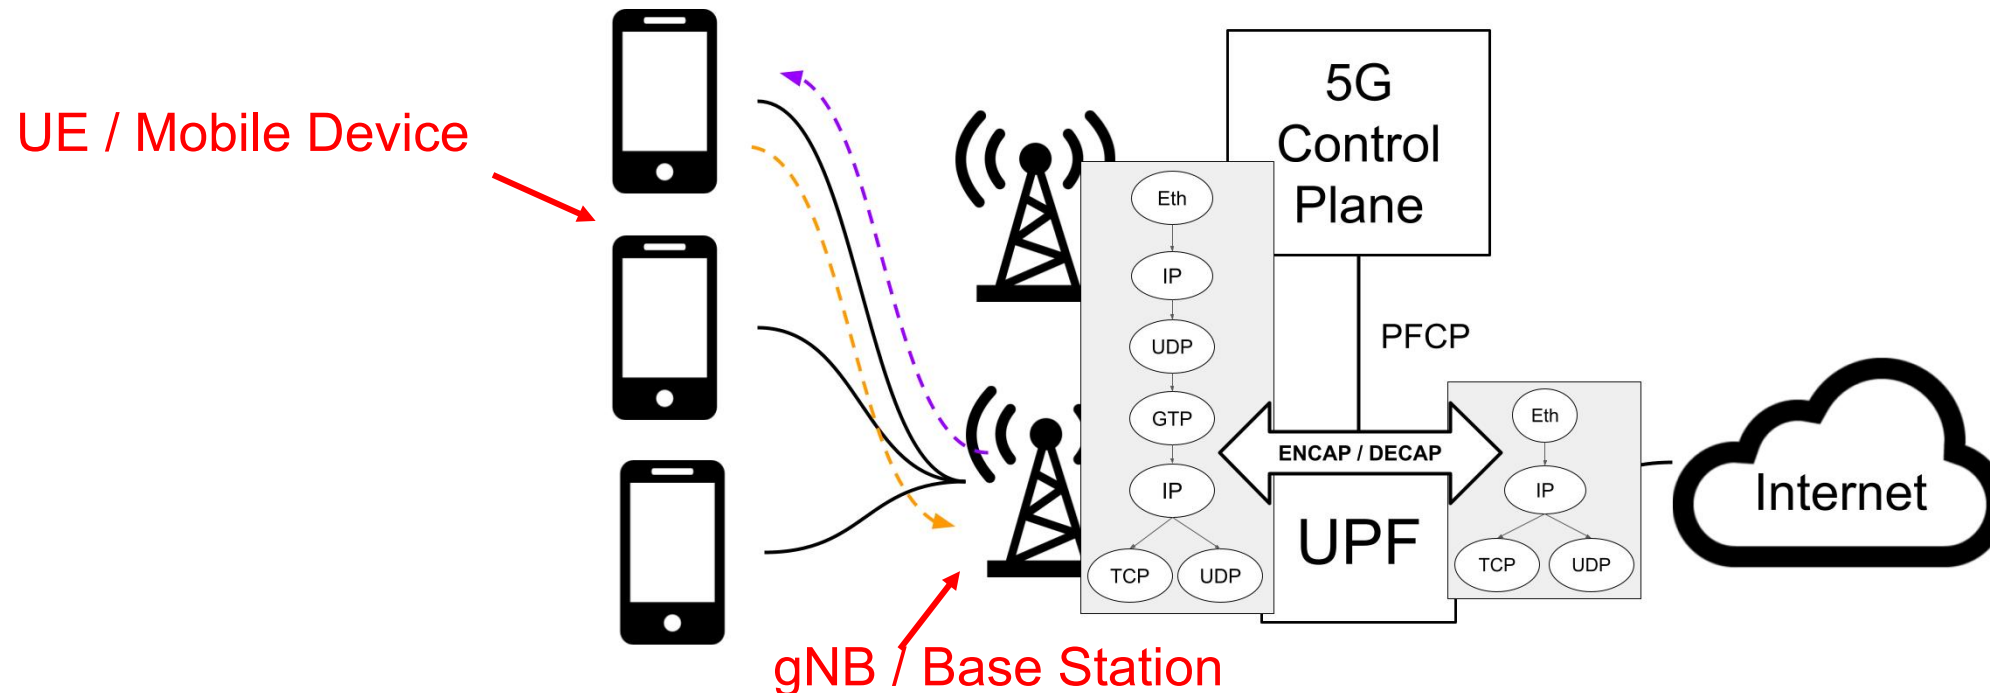 UE / Mobile Device
5G
Control
Plane
Eth
IP
UDP
GTP
IP
TCP UDP
PFCP
ENCAP / DECAP
UPF
Eth
IP
TCP UDP
Internet
gNB / Base Station